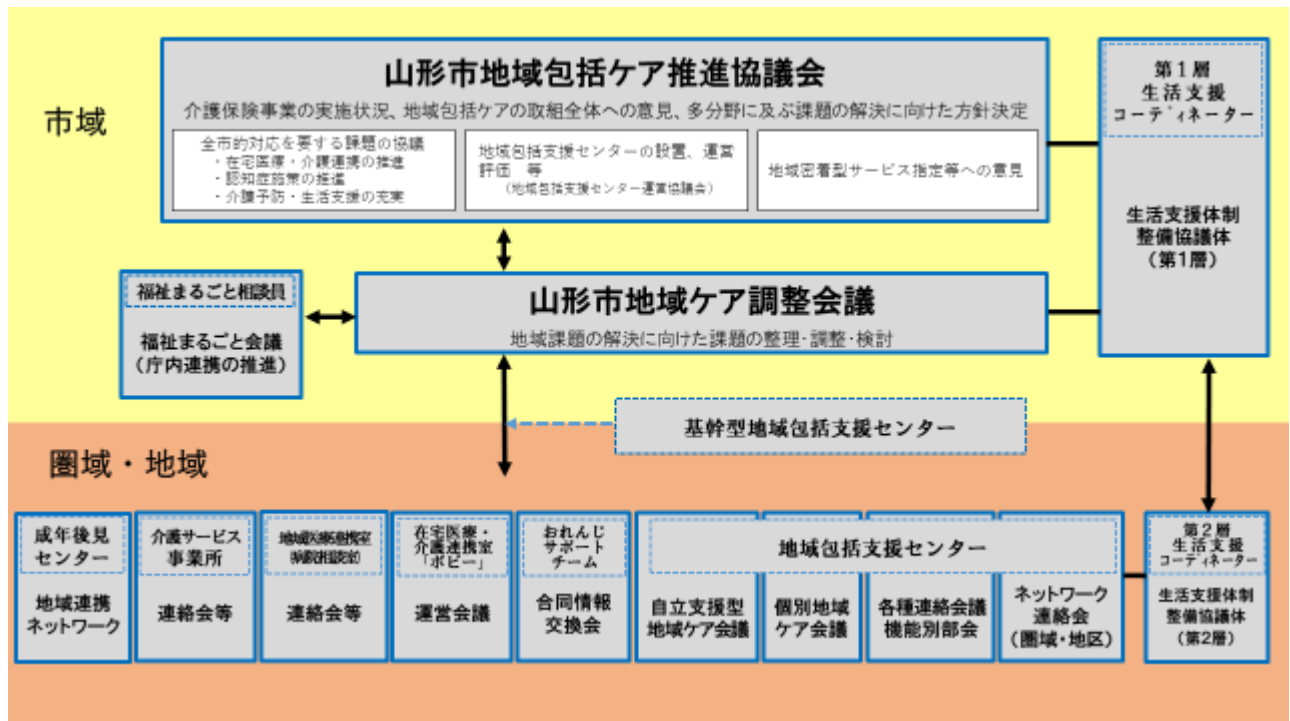 市域
山形市地域包括ケア推進協議会
介護保険事業の実施状況、地域包括ケアの取組全体への意見、多分野に及ぶ課題の解決に向けた方針決定
全市的対応を要する課題の協議
・在宅医療・介護連携の推進
・認知症施策の推進
・介護予防・生活支援の充実
地域包括支援センターの設置、運営
評価 等
(地域包括支援センター運営協議会)
地域密着型サービス指定等への意見
第1層
生活支援
コーディネーター
生活支援体制
整備協議体
(第1層)
福祉まるごと相談員
福祉まるごと会議
(庁内連携の推進)
山形市地域ケア調整会議
地域課題の解決に向けた課題の整理・調整・検討
基幹型地域包括支援センター
圏域・地域
成年後見
センター
地域連携
ネットワーク
介護サービス
事業所
連絡会等
地域医療連携室
連絡会等
在宅医療・
介護連携室
「ポピー」
運営会議
おれんじ
サポート
チーム
合同情報
交換会
地域包括支援センター
自立支援型
地域ケア会議
個別地域
ケア会議
各種連絡会議
機能別部会
ネットワーク
連絡会
(圏域・地区)
第2層
生活支援
コーディネーター
生活支援体制
整備協議体
(第2層)